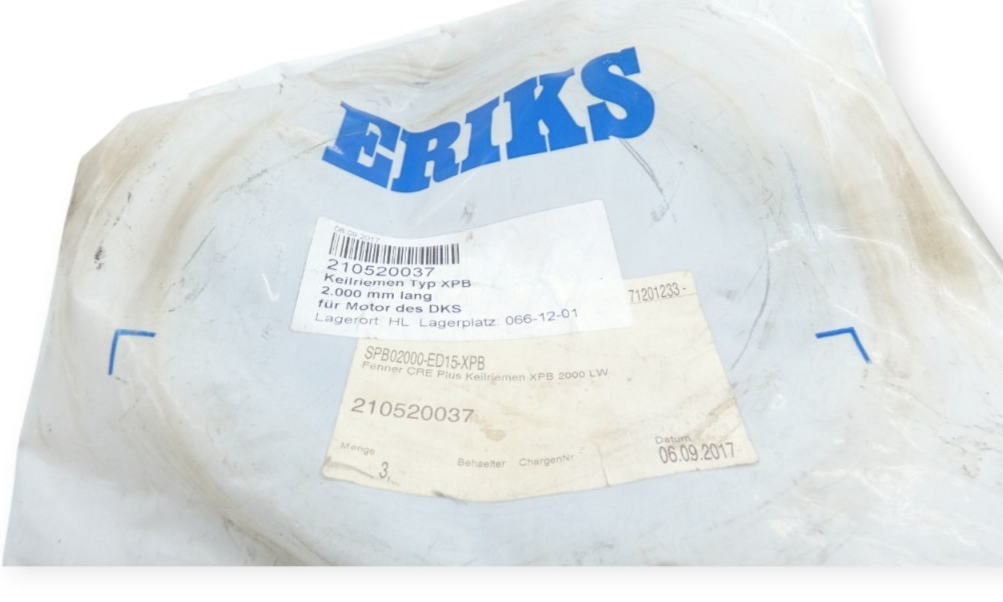 ERIKS
08.09.2017
210520037
Keilriemen Typ XPB
2.000 mm lang
für Motor des DKS
Lagerort: HL Lagerplatz: 066-12-01
71201233 -
SPB02000-ED15-XPB
Fenner CRE Plus Keilriemen XPB 2000 LW
210520037
Menge
Behaelter ChargenNr
Datum
3,
06.09.2017